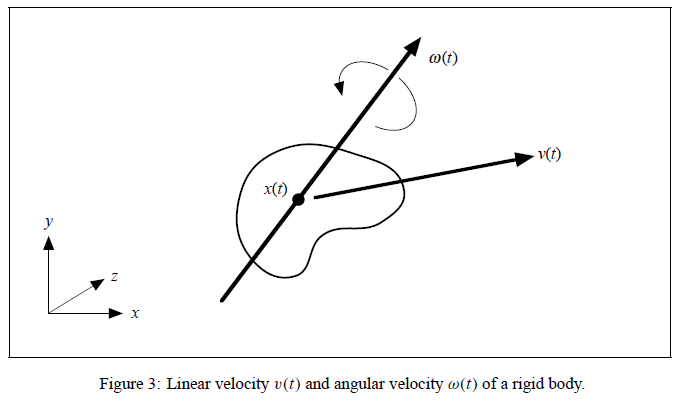 ω(t)
v(t)
x(t)
y
z
x
Figure 3: Linear velocity v(t) and angular velocity ω(t) of a rigid body.